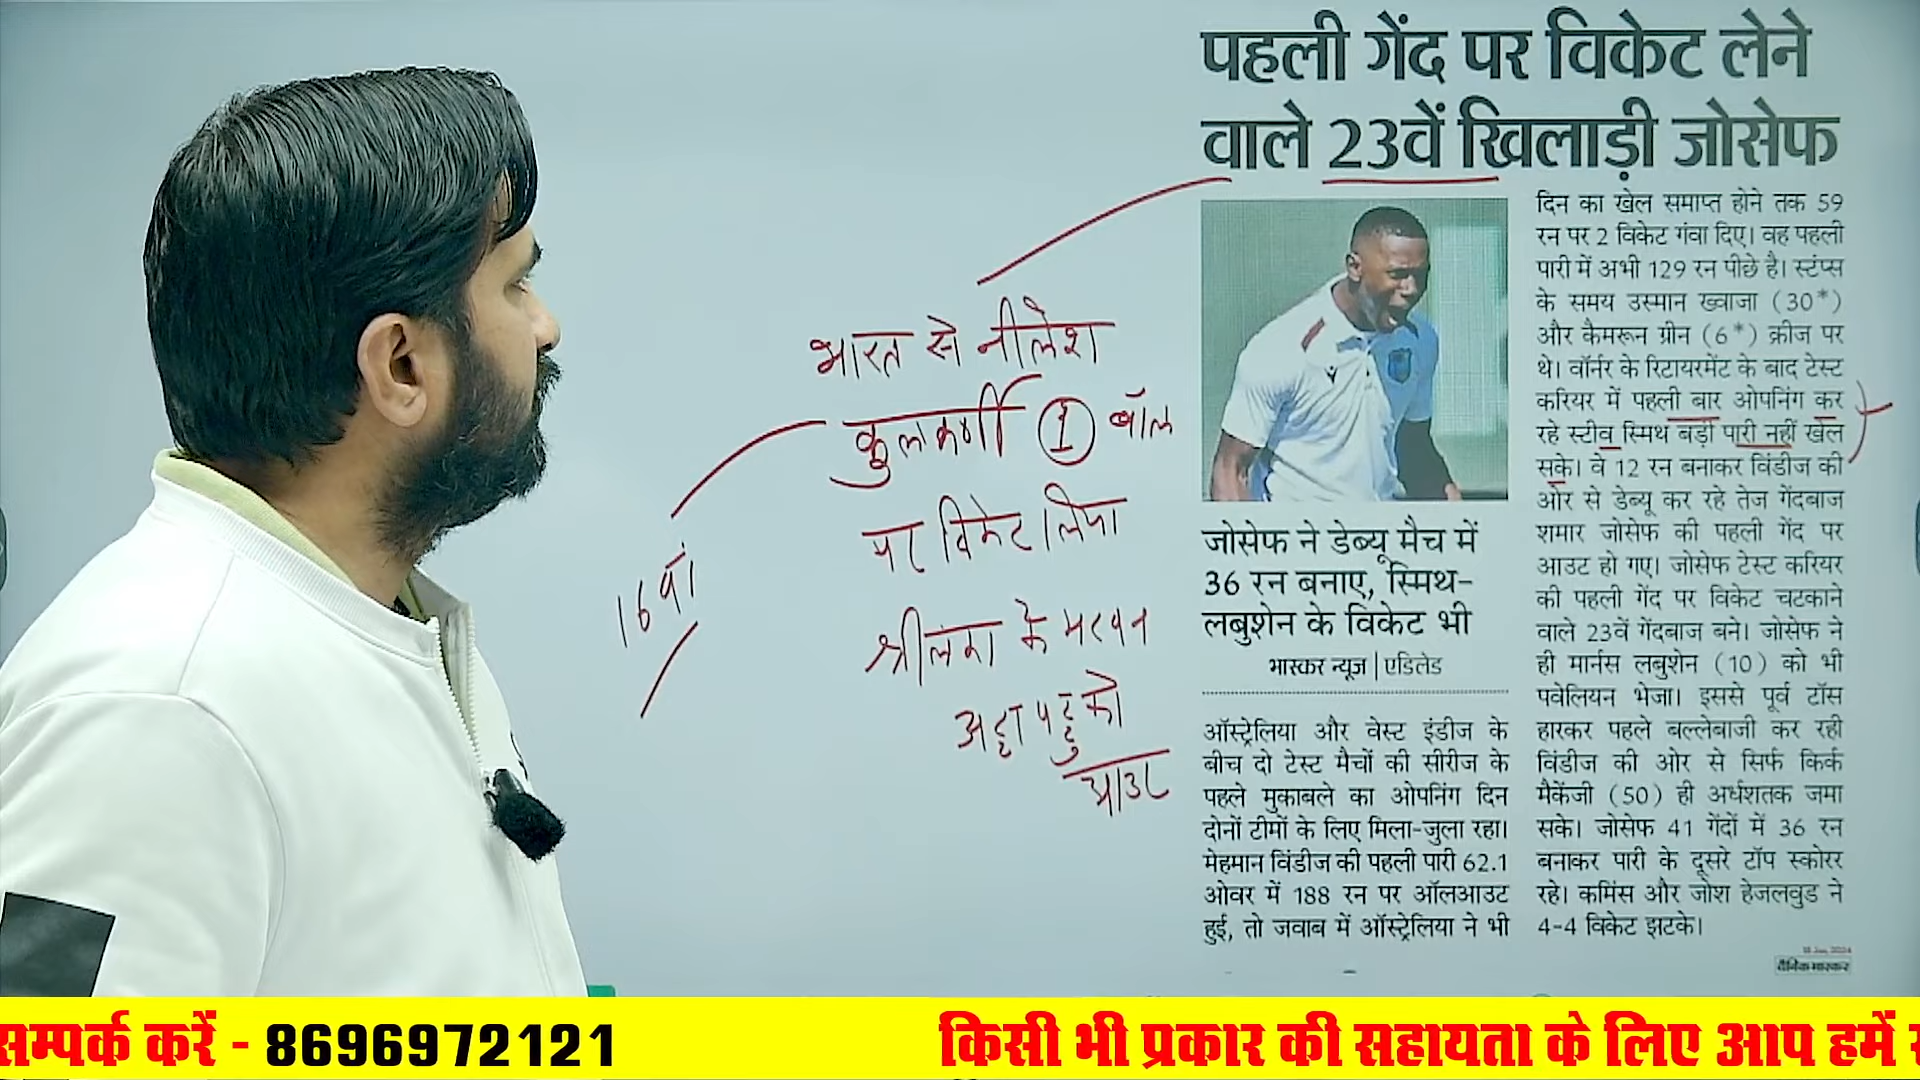 पहली गेंद पर विकेट लेने
वाले 23वें खिलाड़ी जोसेफ
जोसेफ ने डेब्यू मैच में
36 रन बनाए, स्मिथ-
लबुशेन के विकेट भी
भास्कर न्यूज | एडिलेड
ऑस्ट्रेलिया और वेस्ट इंडीज के
बीच दो टेस्ट मैचों की सीरीज के
पहले मुकाबले का ओपनिंग दिन
दोनों टीमों के लिए मिला-जुला रहा।
मेहमान विंडीज की पहली पारी 62.1
ओवर में 188 रन पर ऑलआउट
हुई, तो जवाब में ऑस्ट्रेलिया ने भी
दिन का खेल समाप्त होने तक 59
रन पर 2 विकेट गंवा दिए। वह पहली
पारी में अभी 129 रन पीछे है। स्टंप्स
के समय उस्मान ख्वाजा (30*)
और कैमरून ग्रीन (6*) क्रीज पर
थे। वॉर्नर के रिटायरमेंट के बाद टेस्ट
करियर में पहली बार ओपनिंग कर
रहे स्टीव स्मिथ बड़ी पारी नहीं खेल
सके। वे 12 रन बनाकर विंडीज की
ओर से डेब्यू कर रहे तेज गेंदबाज
शमार जोसेफ की पहली गेंद पर
आउट हो गए। जोसेफ टेस्ट करियर
की पहली गेंद पर विकेट चटकाने
वाले 23वें गेंदबाज बने। जोसेफ ने
ही मार्नस लबुशेन (10) को भी
पवेलियन भेजा। इससे पूर्व टॉस
हारकर पहले बल्लेबाजी कर रही
विंडीज की ओर से सिर्फ किर्क
मैकेंजी (50) ही अर्धशतक जमा
सके। जोसेफ 41 गेंदों में 36 रन
बनाकर पारी के दूसरे टॉप स्कोरर
रहे। कमिंस और जोश हेजलवुड ने
4-4 विकेट झटके।
दैनिक भास्कर
भारत से नीलेश
कुलकर्णी 1 बॉल
पर विकेट लिया
श्रीलंका के मरवन
अट्टापट्टु को
आउट
16वां
सम्पर्क करें - 8696972121
किसी भी प्रकार की सहायता के लिए आप हमें